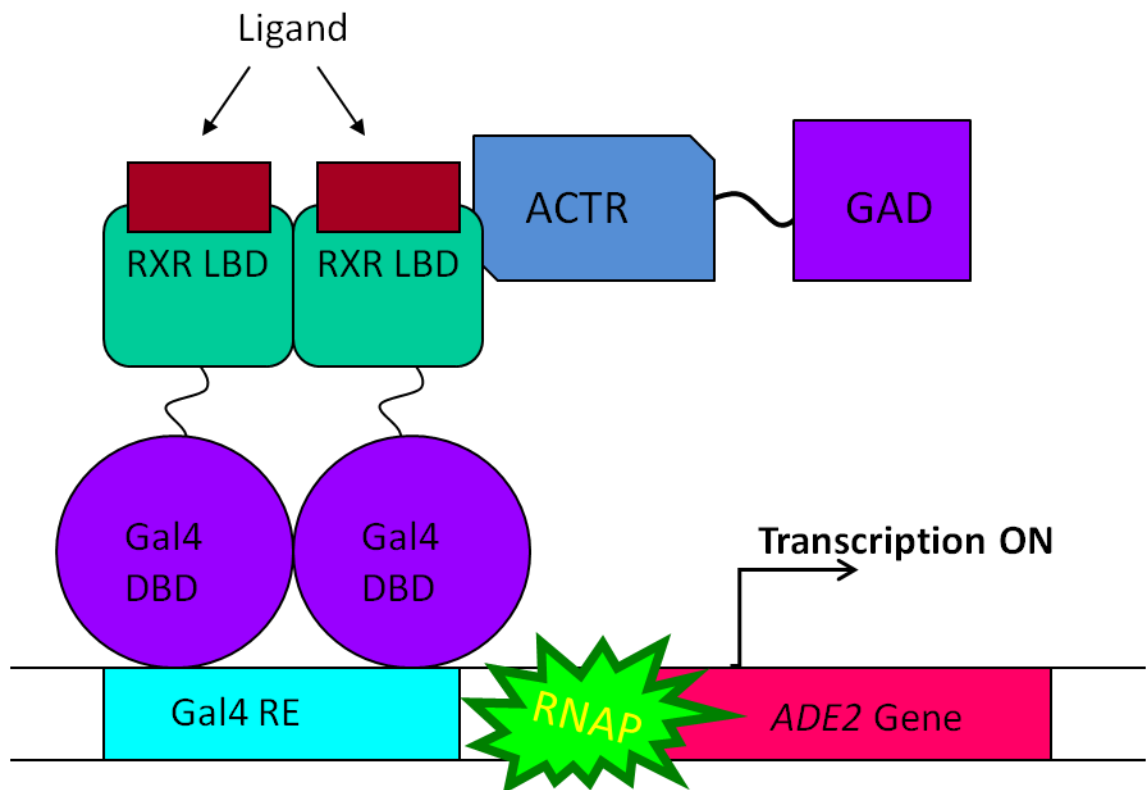 Ligand
RXR LBD
RXR LBD
ACTR
GAD
Gal4
DBD
Gal4
DBD
Transcription ON
Gal4 RE
RNAP
ADE2 Gene